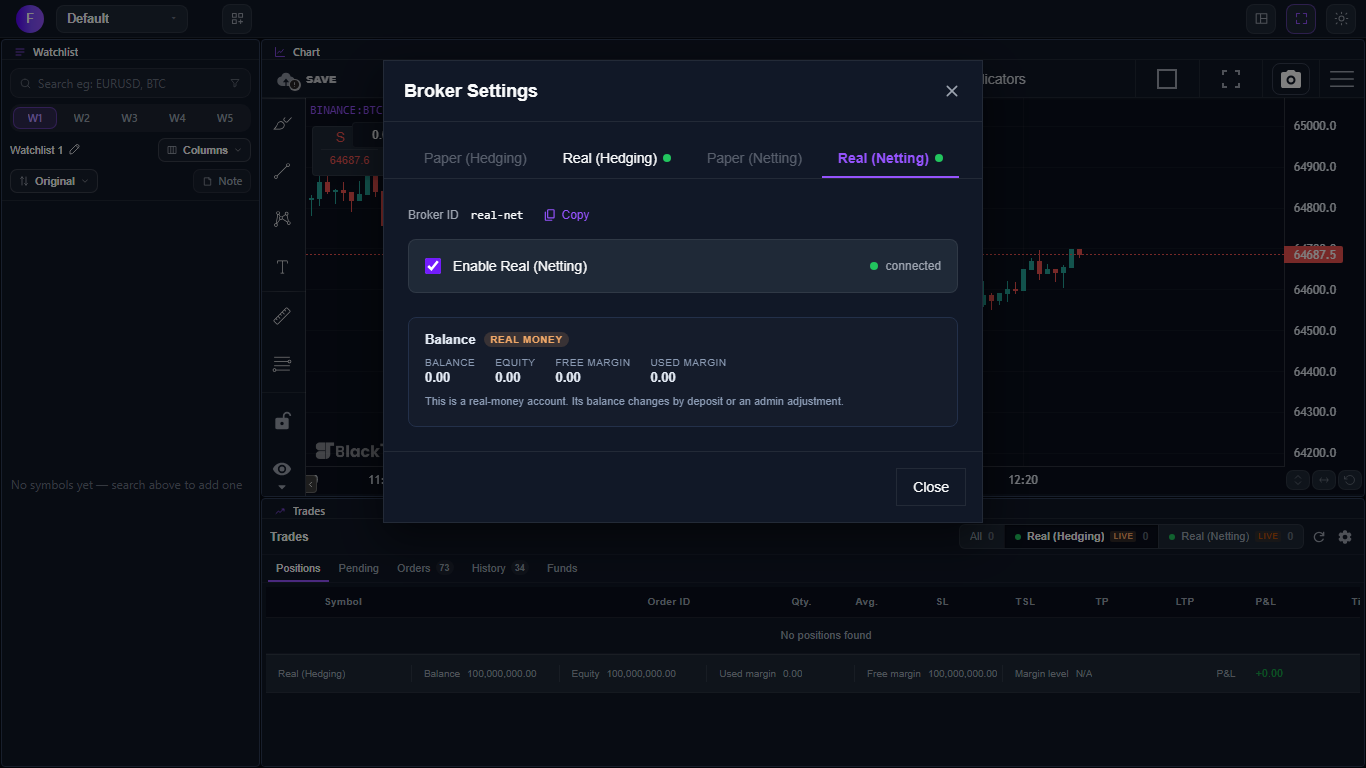 F Default
Watchlist
Chart
Search eg: EURUSD, BTC
SAVE
W1 W2 W3 W4 W5
Watchlist 1 Columns
Original Note
No symbols yet — search above to add one
BINANCE:BTC
S 0.
64687.6
Black
Broker Settings
Paper (Hedging) Real (Hedging) Paper (Netting) Real (Netting)
Broker ID real-net Copy
Enable Real (Netting) connected
Balance REAL MONEY
BALANCE EQUITY FREE MARGIN USED MARGIN
0.00 0.00 0.00 0.00
This is a real-money account. Its balance changes by deposit or an admin adjustment.
Close
licators
65000.0
64900.0
64800.0
64687.5
64600.0
64500.0
64400.0
64300.0
64200.0
11: 12:20
Trades
Trades
All 0 Real (Hedging) LIVE 0 Real (Netting) LIVE 0
Positions Pending Orders 73 History 34 Funds
Symbol Order ID Qty. Avg. SL TSL TP LTP P&L Ti
No positions found
Real (Hedging) Balance 100,000,000.00 Equity 100,000,000.00 Used margin 0.00 Free margin 100,000,000.00 Margin level N/A P&L +0.00